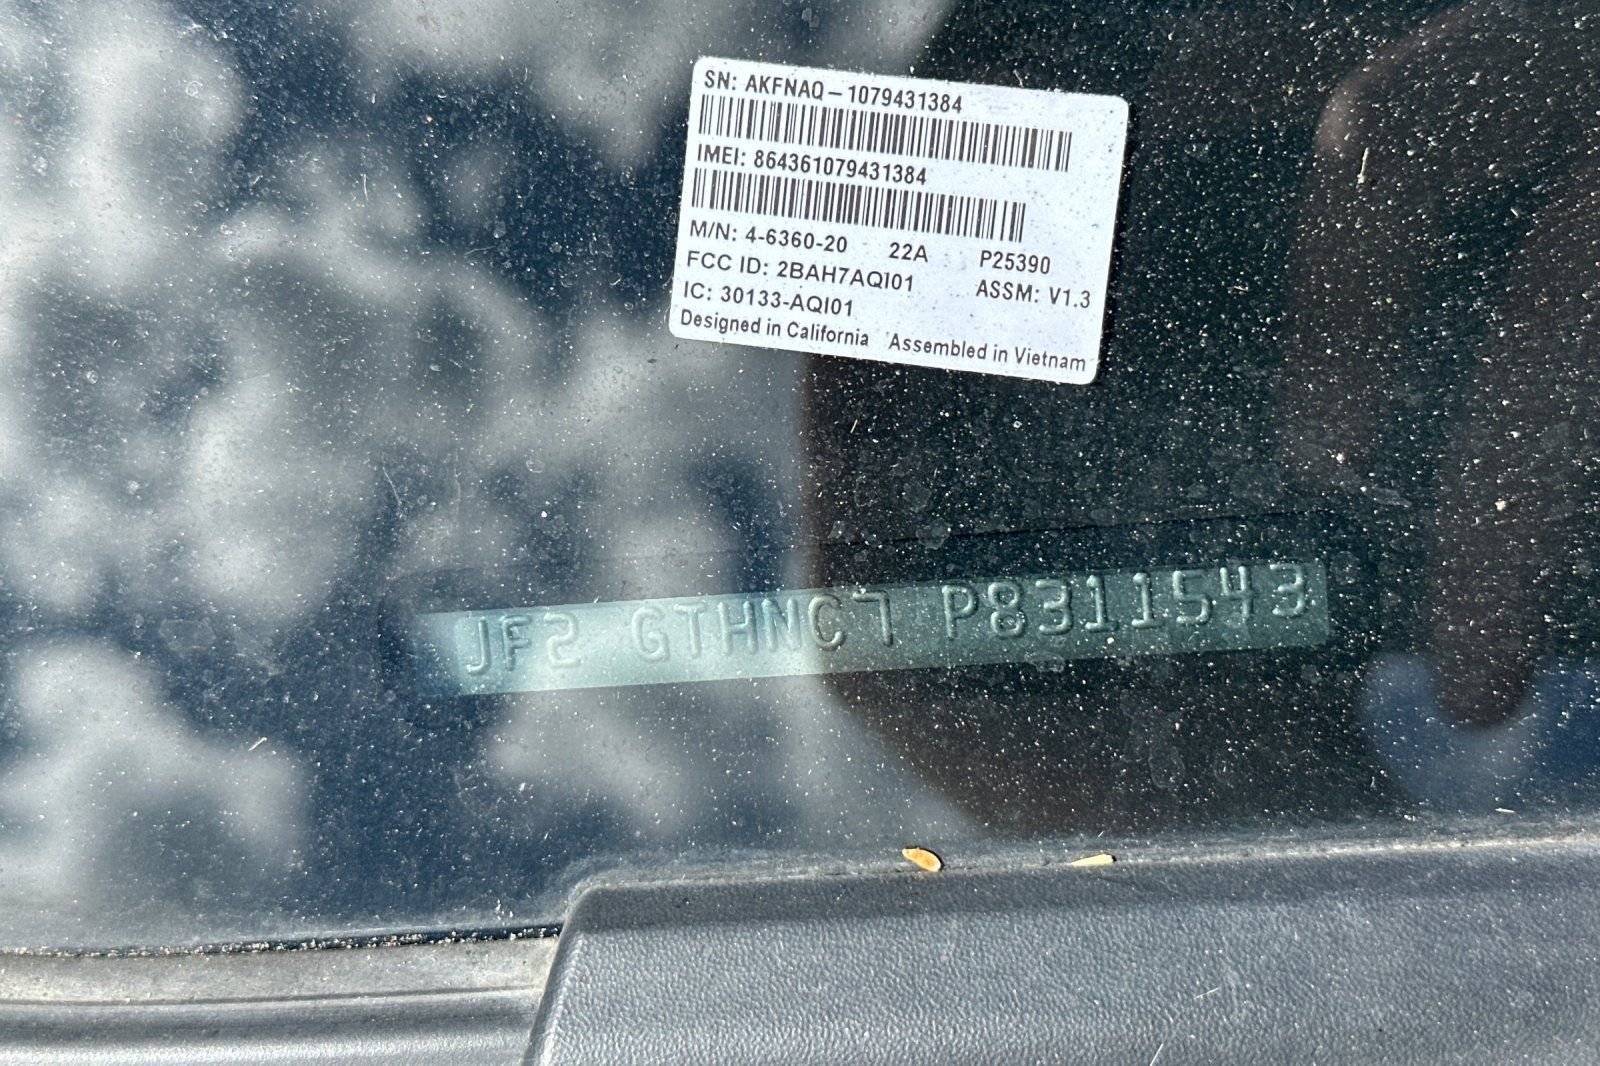 SN: AKFNAQ-1079431384
IMEI: 864361079431384
M/N: 4-6360-20 22A P25390
FCC ID: 2BAH7AQI01 ASSM: V1.3
IC: 30133-AQI01
Designed in California Assembled in Vietnam
JF2 GTHNC7 P8311543